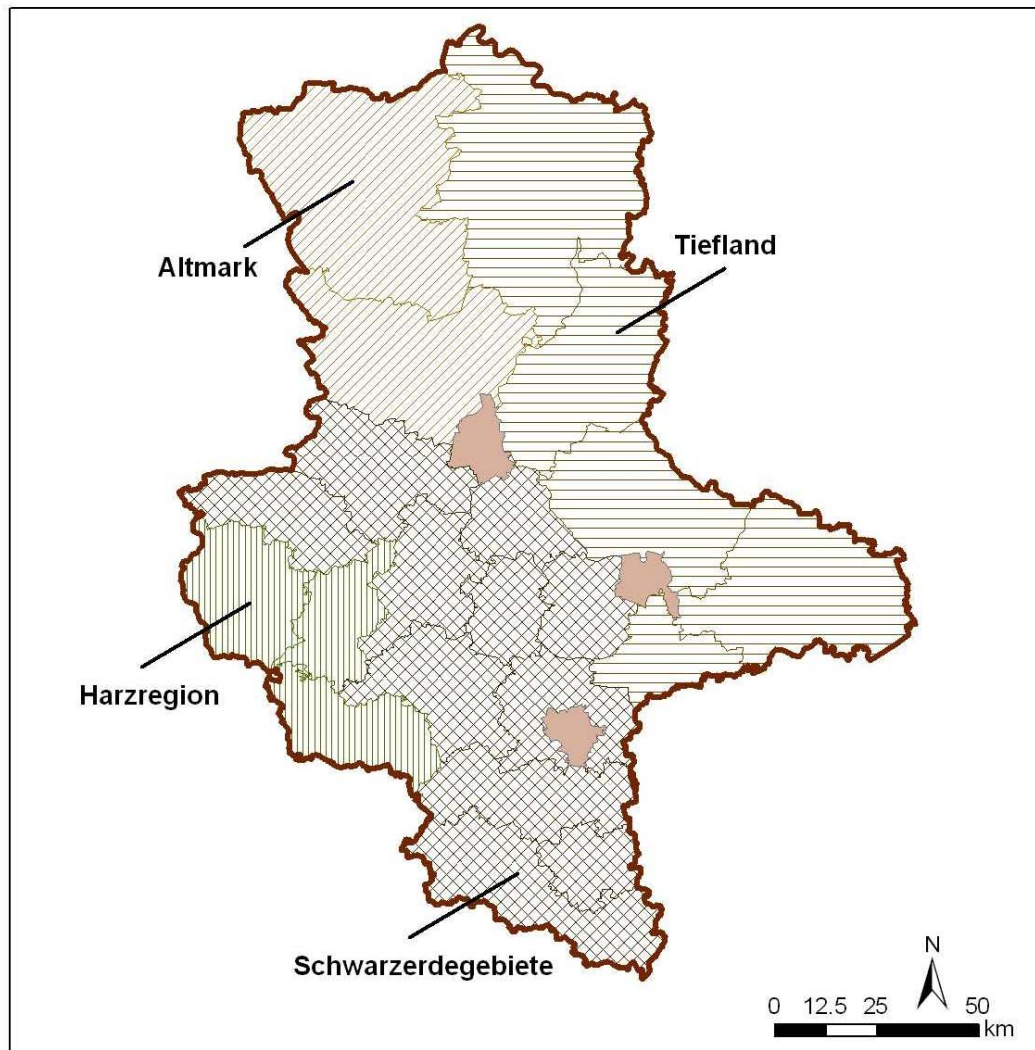 Tiefland
Altmark
Harzregion
Schwarzerdegebiete
N
0 12.5 25 50
km